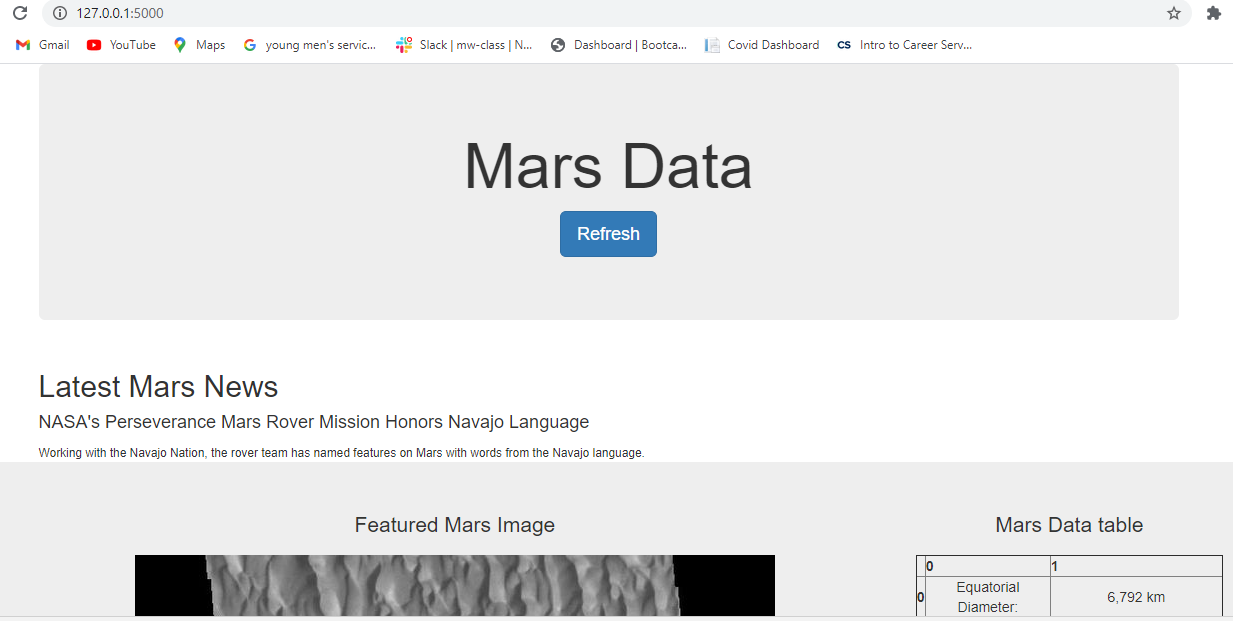 127.0.0.1:5000
Gmail YouTube Maps young men's servic... Slack | mw-class | N... Dashboard | Bootca... Covid Dashboard CS Intro to Career Serv...
Mars Data
Refresh
Latest Mars News
NASA's Perseverance Mars Rover Mission Honors Navajo Language
Working with the Navajo Nation, the rover team has named features on Mars with words from the Navajo language.
Featured Mars Image
Mars Data table
0 1
0 Equatorial Diameter: 6,792 km